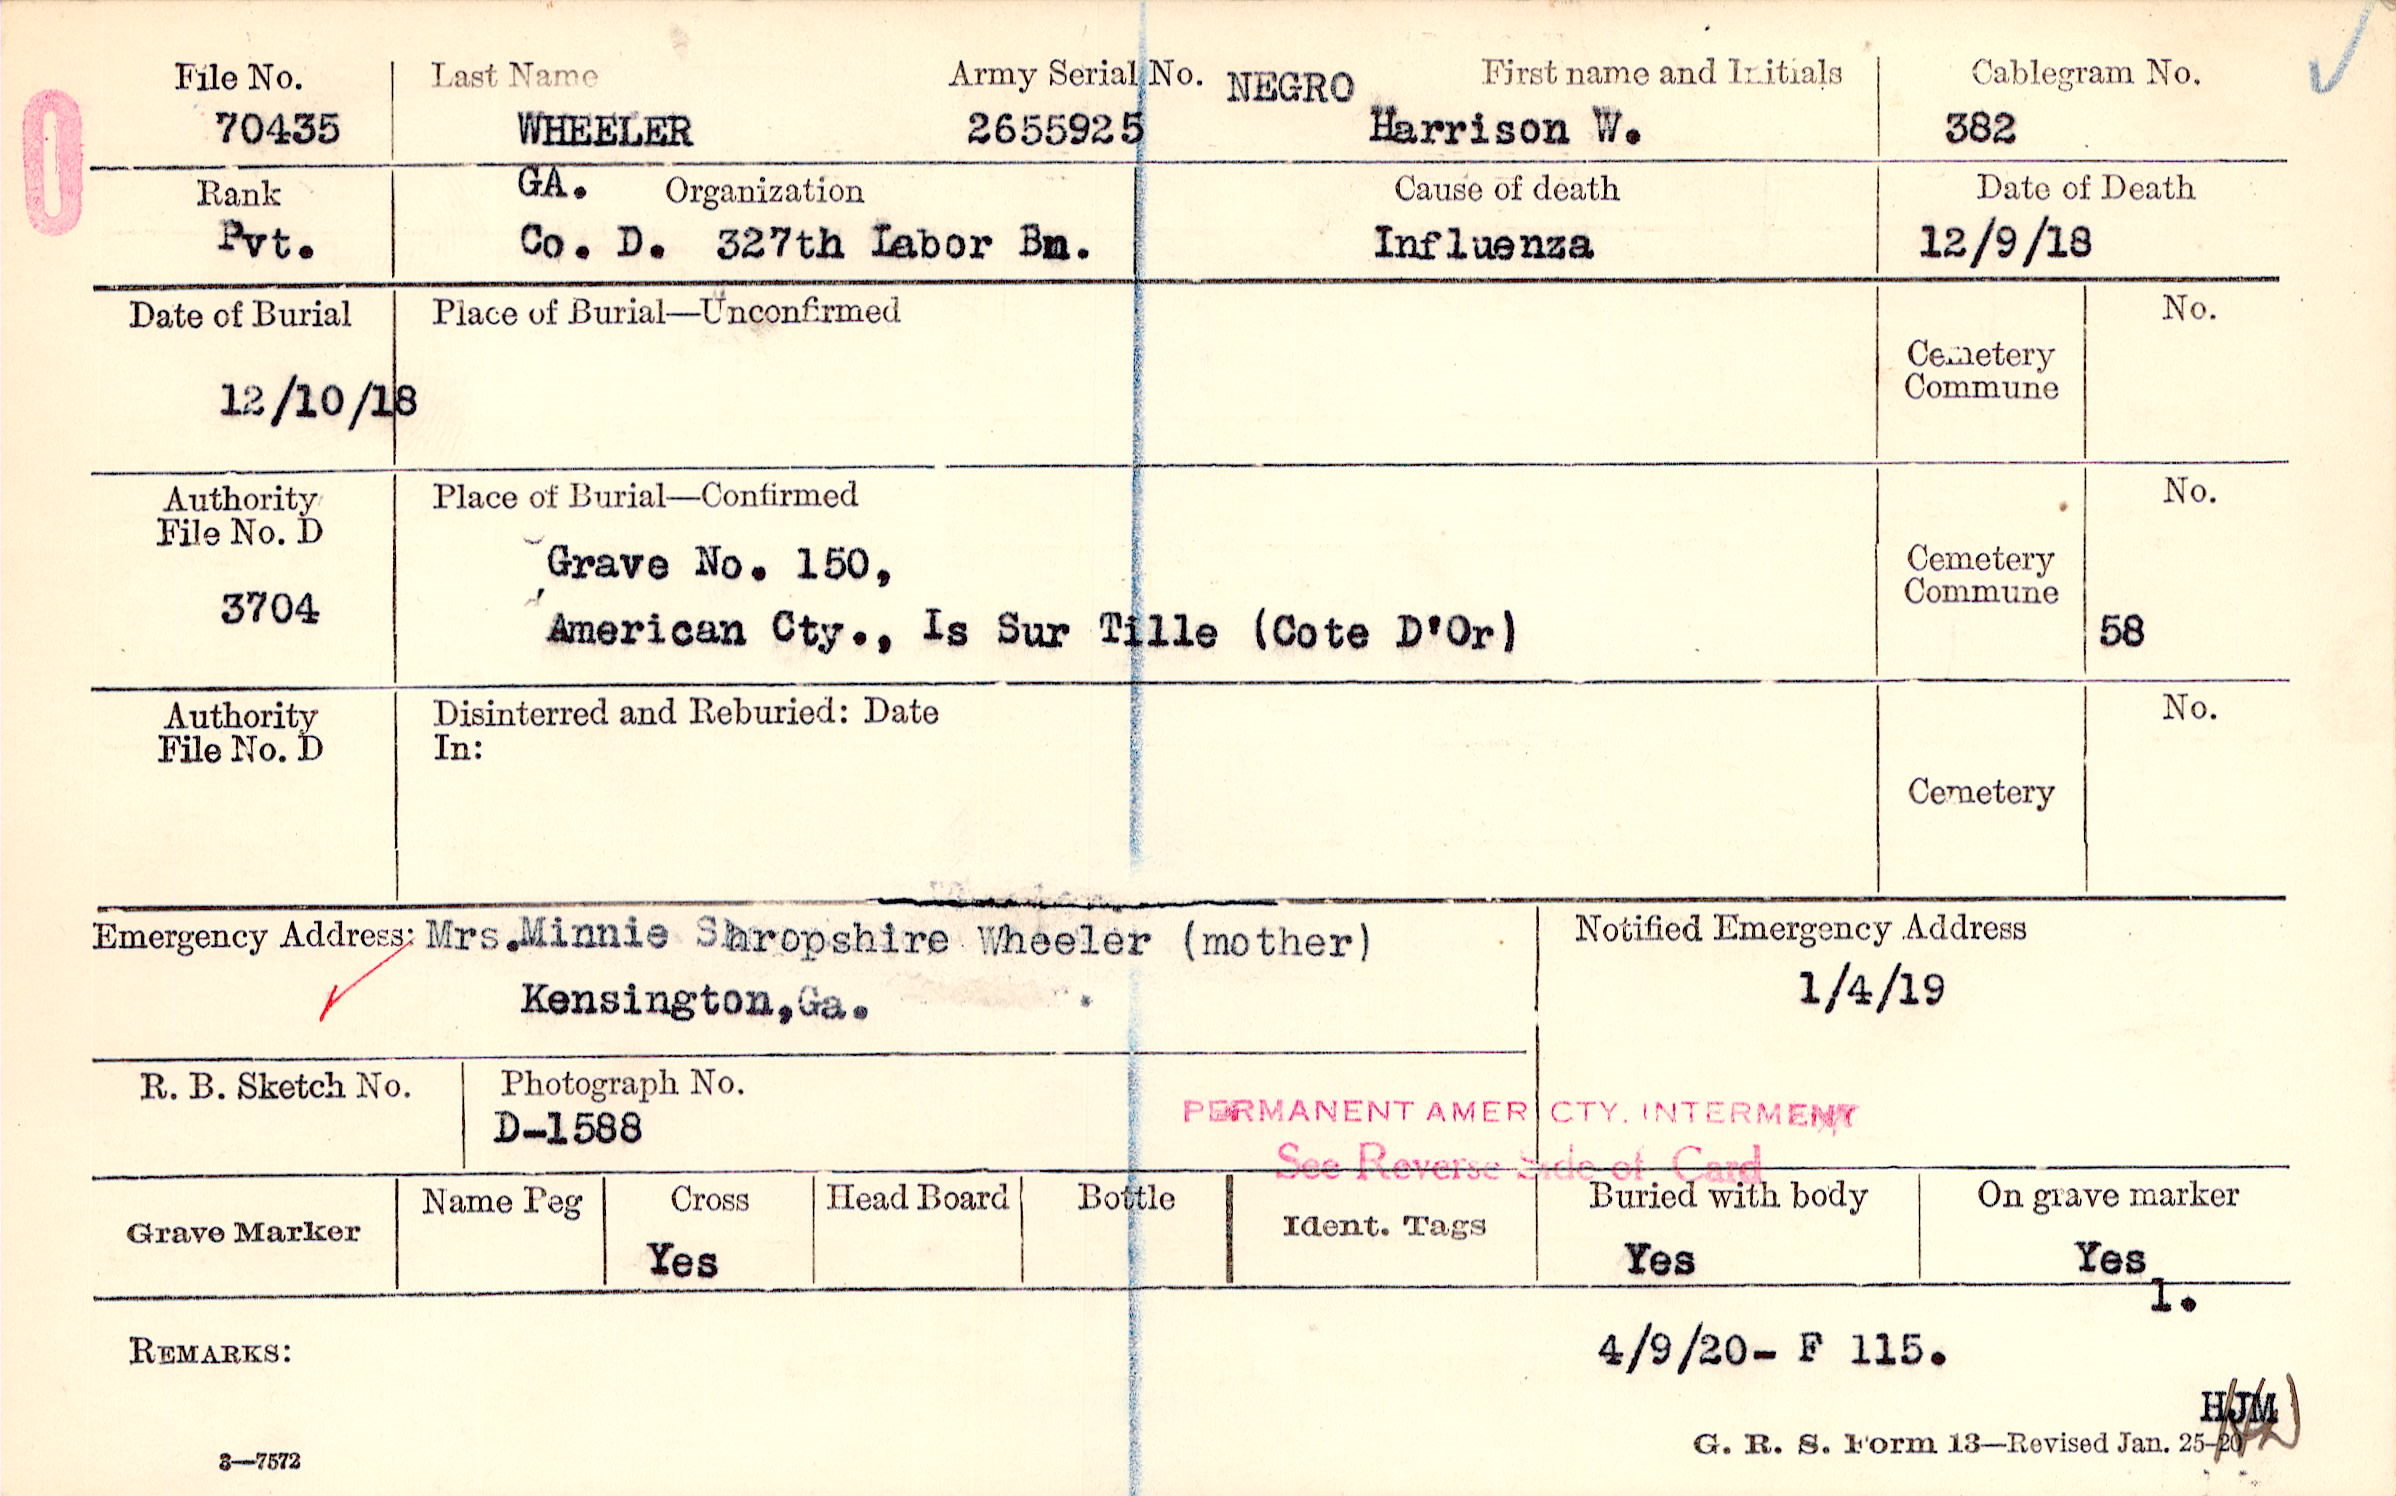 File No. Last Name Army Serial No. NEGRO First name and Initials Cablegram No.
70435 WHEELER 2655925 Harrison W. 382
Rank GA. Organization Cause of death Date of Death
Pvt. Co. D. 327th Labor Bn. Influenza 12/9/18
Date of Burial Place of Burial—Unconfirmed No.
Cemetery
Commune
12/10/18
Authority Place of Burial—Confirmed No.
File No. D
Grave No. 150, Cemetery
Commune
3704
American Cty., Is Sur Tille (Cote D'Or) 58
Authority Disinterred and Reburied: Date No.
File No. D In:
Cemetery
Emergency Address: Mrs.Minnie Shropshire Wheeler (mother) Notified Emergency Address
Kensington,Ga. 1/4/19
R. B. Sketch No. Photograph No.
D-1588
PERMANENT AMER CTY. INTERMENT
See Reverse Side of Card
Grave Marker Name Peg Cross Head Board Bottle Ident. Tags Buried with body On grave marker
Yes Yes Yes
1.
REMARKS: 4/9/20- F 115.
HJM
3—7572 G. R. S. Form 13—Revised Jan. 25-20